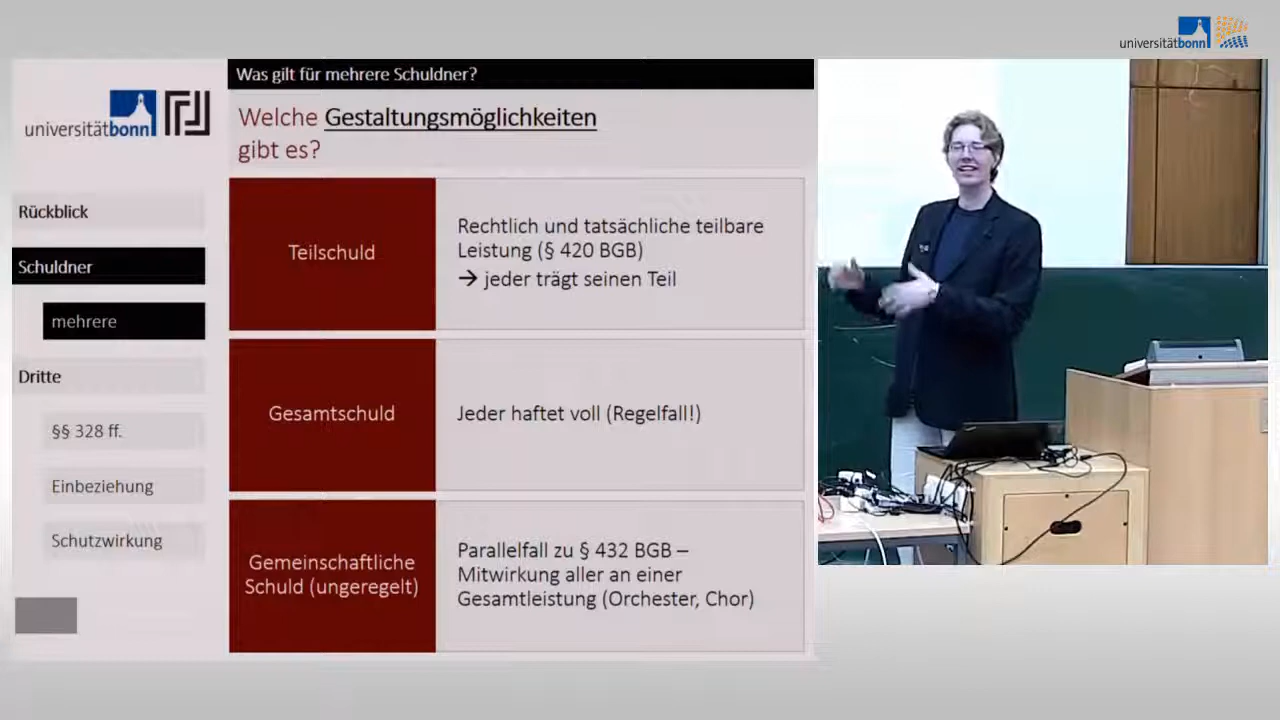 universitätbonn
Was gilt für mehrere Schuldner?
universitätbonn
Welche Gestaltungsmöglichkeiten
gibt es?
Rückblick
Schuldner
mehrere
Dritte
§§ 328 ff.
Einbeziehung
Schutzwirkung
Teilschuld
Rechtlich und tatsächliche teilbare
Leistung (§ 420 BGB)
→ jeder trägt seinen Teil
Gesamtschuld
Jeder haftet voll (Regelfall!)
Gemeinschaftliche
Schuld (ungeregelt)
Parallelfall zu § 432 BGB –
Mitwirkung aller an einer
Gesamtleistung (Orchester, Chor)